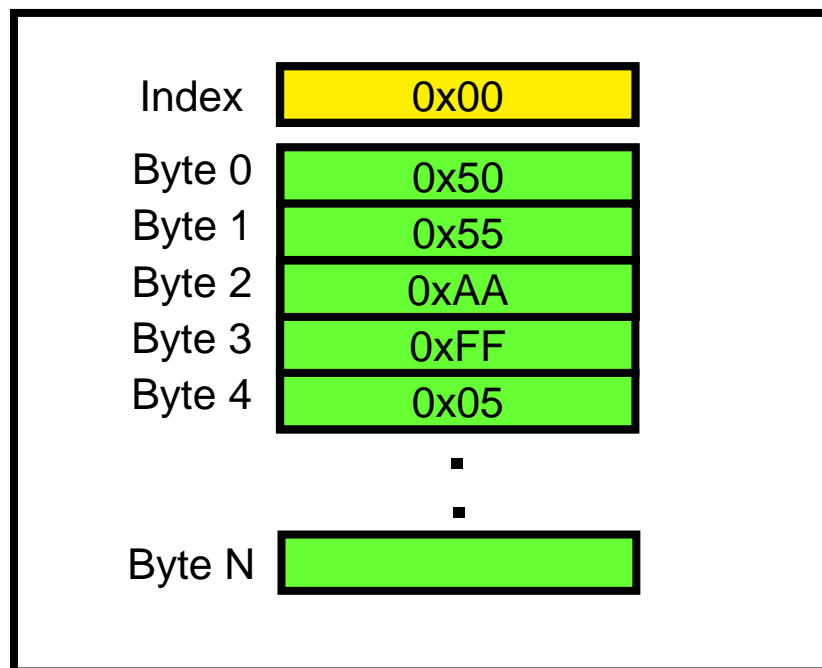 Index 0x00
Byte 0 0x50
Byte 1 0x55
Byte 2 0xAA
Byte 3 0xFF
Byte 4 0x05
Byte N